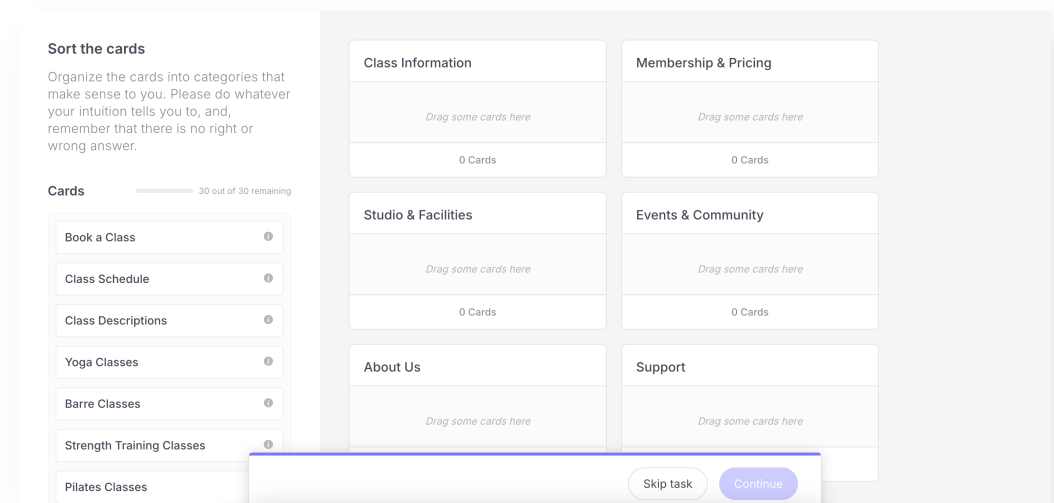 Sort the cards
Organize the cards into categories that
make sense to you. Please do whatever
your intuition tells you to, and,
remember that there is no right or
wrong answer.
Cards
30 out of 30 remaining
Book a Class
Class Schedule
Class Descriptions
Yoga Classes
Barre Classes
Strength Training Classes
Pilates Classes
Class Information
Drag some cards here
0 Cards
Membership & Pricing
Drag some cards here
0 Cards
Studio & Facilities
Drag some cards here
0 Cards
Events & Community
Drag some cards here
0 Cards
About Us
Drag some cards here
Support
Drag some cards here
Skip task
Continue